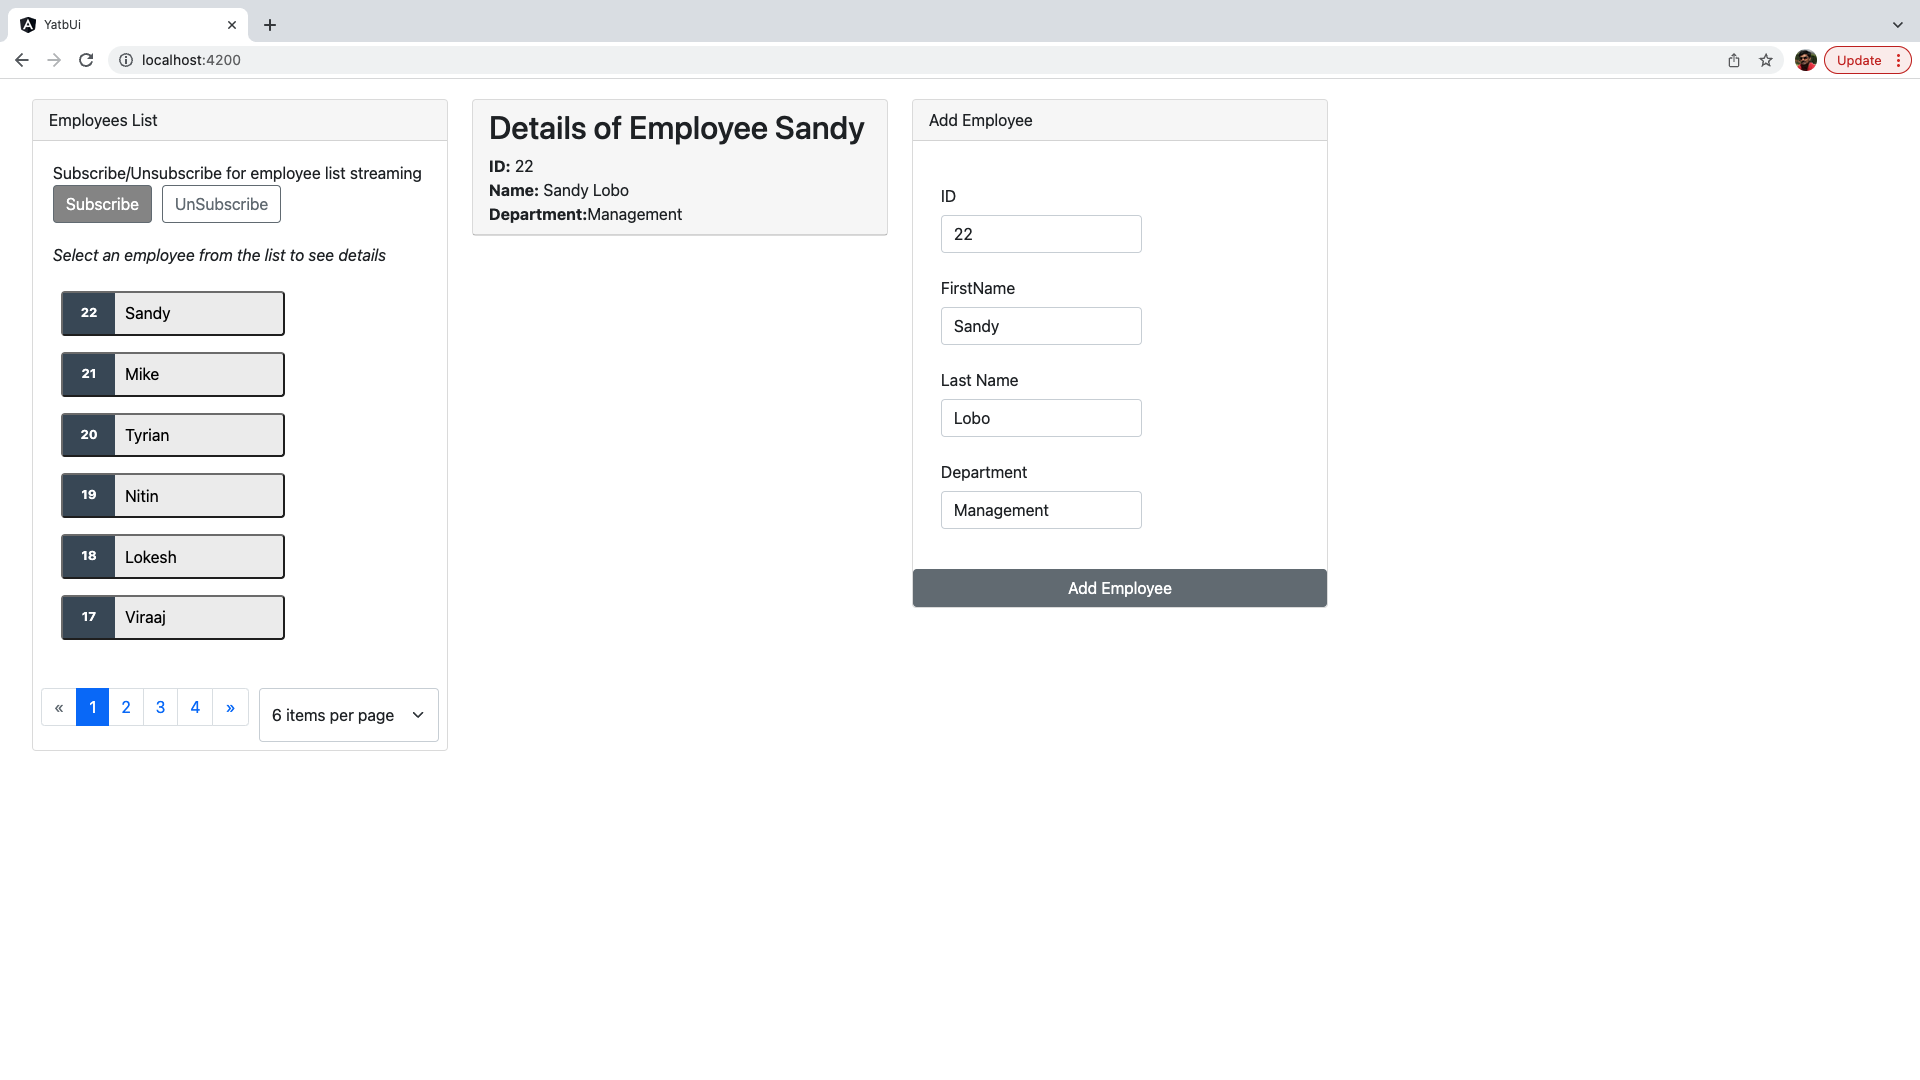 YatbUi
localhost:4200
Update
Employees List
Subscribe/Unsubscribe for employee list streaming
Subscribe
UnSubscribe
Select an employee from the list to see details
22 Sandy
21 Mike
20 Tyrian
19 Nitin
18 Lokesh
17 Viraaj
« 1 2 3 4 »
6 items per page
Details of Employee Sandy
ID: 22
Name: Sandy Lobo
Department:Management
Add Employee
ID
22
FirstName
Sandy
Last Name
Lobo
Department
Management
Add Employee